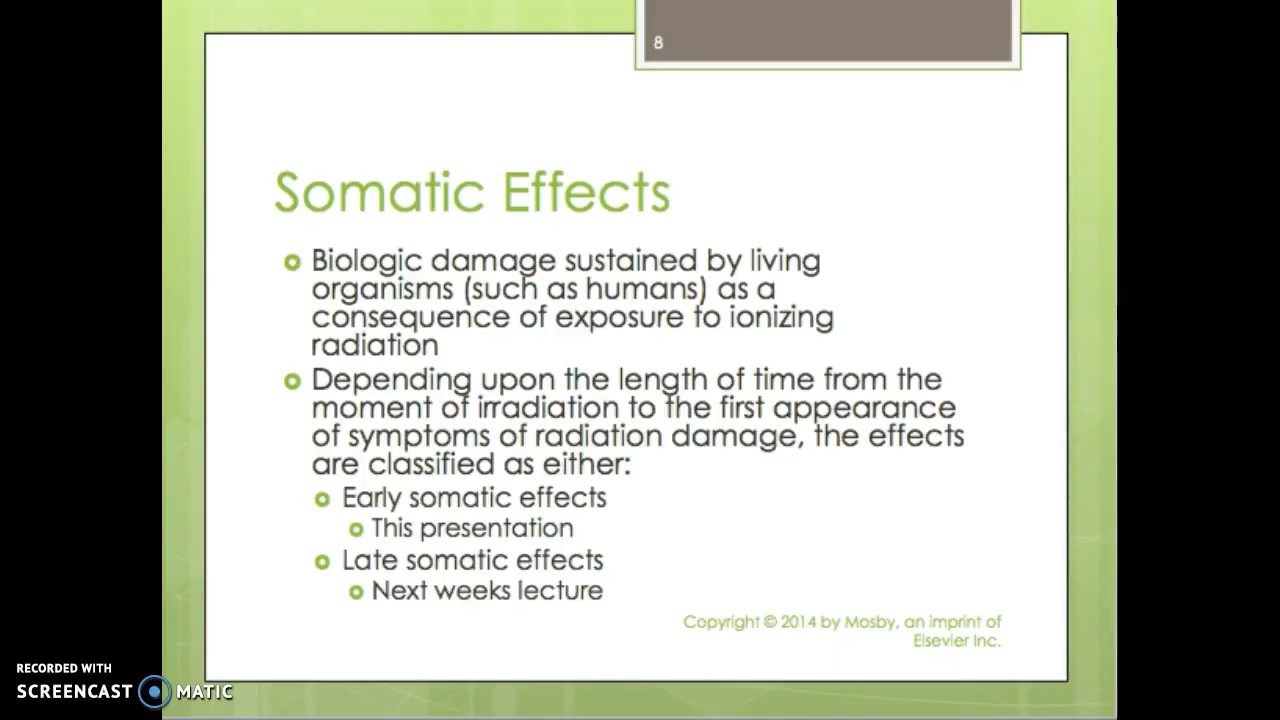 8
Somatic Effects
Biologic damage sustained by living
organisms (such as humans) as a
consequence of exposure to ionizing
radiation
Depending upon the length of time from the
moment of irradiation to the first appearance
of symptoms of radiation damage, the effects
are classified as either:
Early somatic effects
This presentation
Late somatic effects
Next weeks lecture
Copyright © 2014 by Mosby, an imprint of
Elsevier Inc.
RECORDED WITH
SCREENCAST MATIC